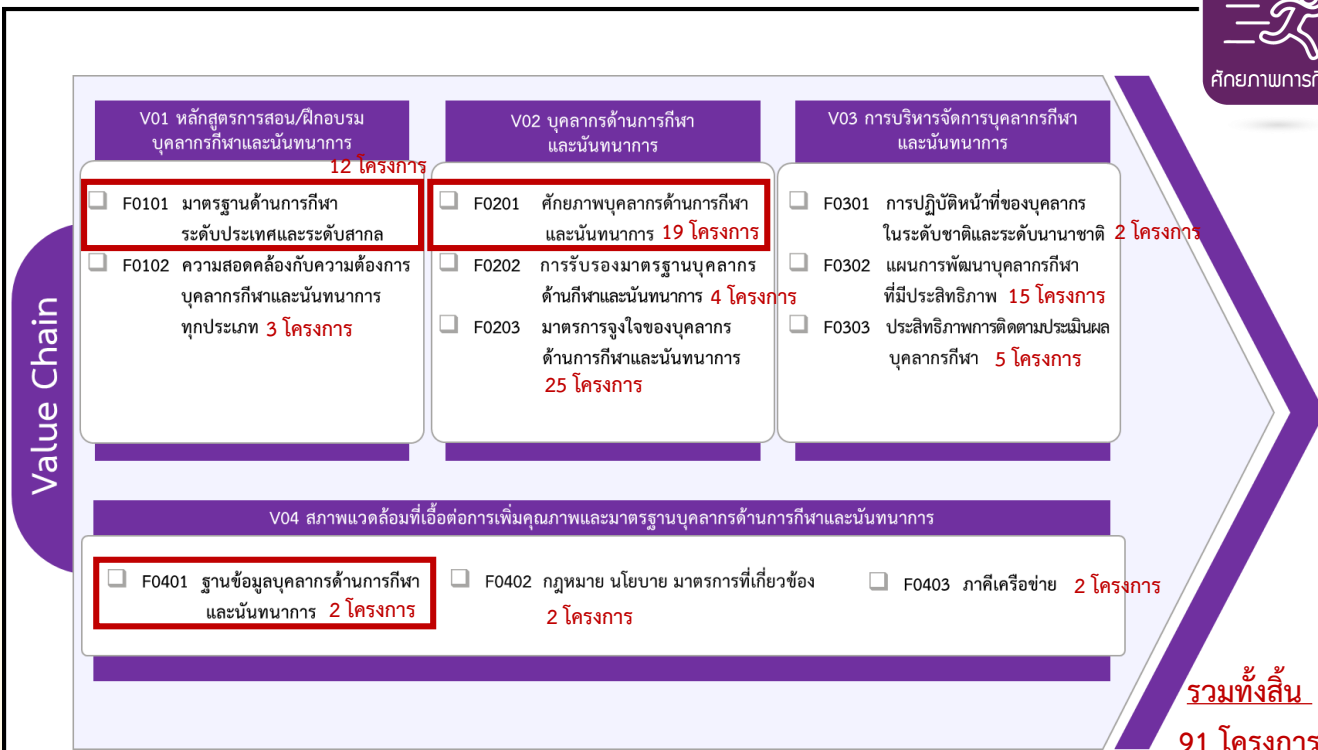 ศักยภาพการกี
Value Chain
V01 หลักสูตรการสอน/ฝึกอบรม
บุคลากรกีฬาและนันทนาการ
12 โครงการ
F0101 มาตรฐานด้านการกีฬา
ระดับประเทศและระดับสากล
F0102 ความสอดคล้องกับความต้องการ
บุคลากรกีฬาและนันทนาการ
ทุกประเภท 3 โครงการ
V02 บุคลากรด้านการกีฬา
และนันทนาการ
F0201 ศักยภาพบุคลากรด้านการกีฬา
และนันทนาการ 19 โครงการ
F0202 การรับรองมาตรฐานบุคลากร
ด้านกีฬาและนันทนาการ 4 โครงการ
F0203 มาตรการจูงใจของบุคลากร
ด้านการกีฬาและนันทนาการ
25 โครงการ
V03 การบริหารจัดการบุคลากรกีฬา
และนันทนาการ
F0301 การปฏิบัติหน้าที่ของบุคลากร
ในระดับชาติและระดับนานาชาติ 2 โครงการ
F0302 แผนการพัฒนาบุคลากรกีฬา
ที่มีประสิทธิภาพ 15 โครงการ
F0303 ประสิทธิภาพการติดตามประเมินผล
บุคลากรกีฬา 5 โครงการ
V04 สภาพแวดล้อมที่เอื้อต่อการเพิ่มคุณภาพและมาตรฐานบุคลากรด้านการกีฬาและนันทนาการ
F0401 ฐานข้อมูลบุคลากรด้านการกีฬา
และนันทนาการ 2 โครงการ
F0402 กฎหมาย นโยบาย มาตรการที่เกี่ยวข้อง
2 โครงการ
F0403 ภาคีเครือข่าย 2 โครงการ
รวมทั้งสิ้น
91 โครงการ